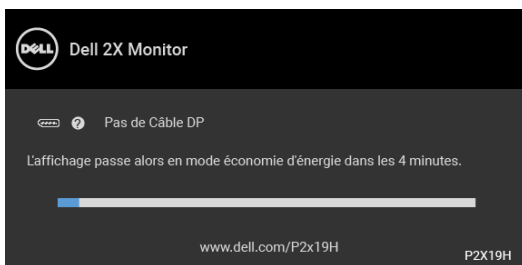 DELL
Dell 2X Monitor
Pas de Câble DP
L'affichage passe alors en mode économie d'énergie dans les 4 minutes.
www.dell.com/P2x19H
P2X19H